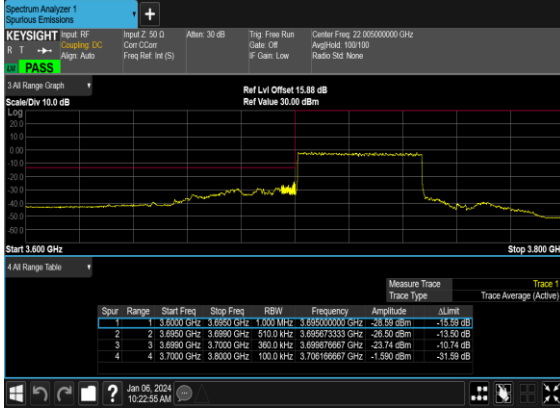 Spectrum Analyzer 1
Spurious Emissions
+
KEYSIGHT Input: RF Input Z: 50 Ω Atten: 30 dB Trig: Free Run Center Freq: 22.005000000 GHz
R T Coupling: DC Corr CCorr Gate: Off Avg|Hold: 100/100
Align: Auto Freq Ref: Int (S) IF Gain: Low Radio Std: None
PASS
3 All Range Graph
Ref Lvl Offset 15.88 dB
Scale/Div 10.0 dB Ref Value 30.00 dBm
Log
20.0
10.0
0.00
-10.0
-20.0
-30.0
-40.0
-50.0
-60.0
Start 3.600 GHz Stop 3.800 GH
4 All Range Table
Measure Trace Trace 1
Trace Type Trace Average (Active)
Spur Range Start Freq Stop Freq RBW Frequency Amplitude ΔLimit
1 1 3.6000 GHz 3.6950 GHz 1.000 MHz 3.695000000 GHz -28.59 dBm -15.59 dB
2 2 3.6950 GHz 3.6990 GHz 510.0 kHz 3.695673333 GHz -26.50 dBm -13.50 dB
3 3 3.6990 GHz 3.7000 GHz 360.0 kHz 3.699876667 GHz -23.74 dBm -10.74 dB
4 4 3.7000 GHz 3.8000 GHz 100.0 kHz 3.706166667 GHz -1.590 dBm -31.59 dB
? Jan 06, 2024
10:22:55 AM